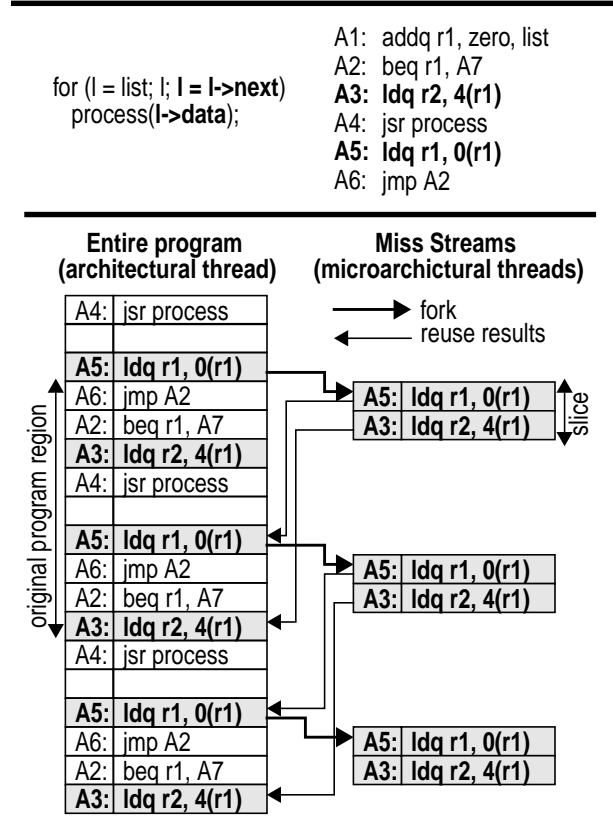 for (l = list; l; l = l->next)
process(l->data);
A1: addq r1, zero, list
A2: beq r1, A7
A3: ldq r2, 4(r1)
A4: jsr process
A5: ldq r1, 0(r1)
A6: jmp A2
Entire program
(architectural thread)
Miss Streams
(microarchictural threads)
fork
reuse results
original program region
A4: jsr process
A5: ldq r1, 0(r1)
A6: jmp A2
A2: beq r1, A7
A3: ldq r2, 4(r1)
A4: jsr process
A5: ldq r1, 0(r1)
A6: jmp A2
A2: beq r1, A7
A3: ldq r2, 4(r1)
A4: jsr process
A5: ldq r1, 0(r1)
A6: jmp A2
A2: beq r1, A7
A3: ldq r2, 4(r1)
A5: ldq r1, 0(r1)
A3: ldq r2, 4(r1)
slice
A5: ldq r1, 0(r1)
A3: ldq r2, 4(r1)
A5: ldq r1, 0(r1)
A3: ldq r2, 4(r1)